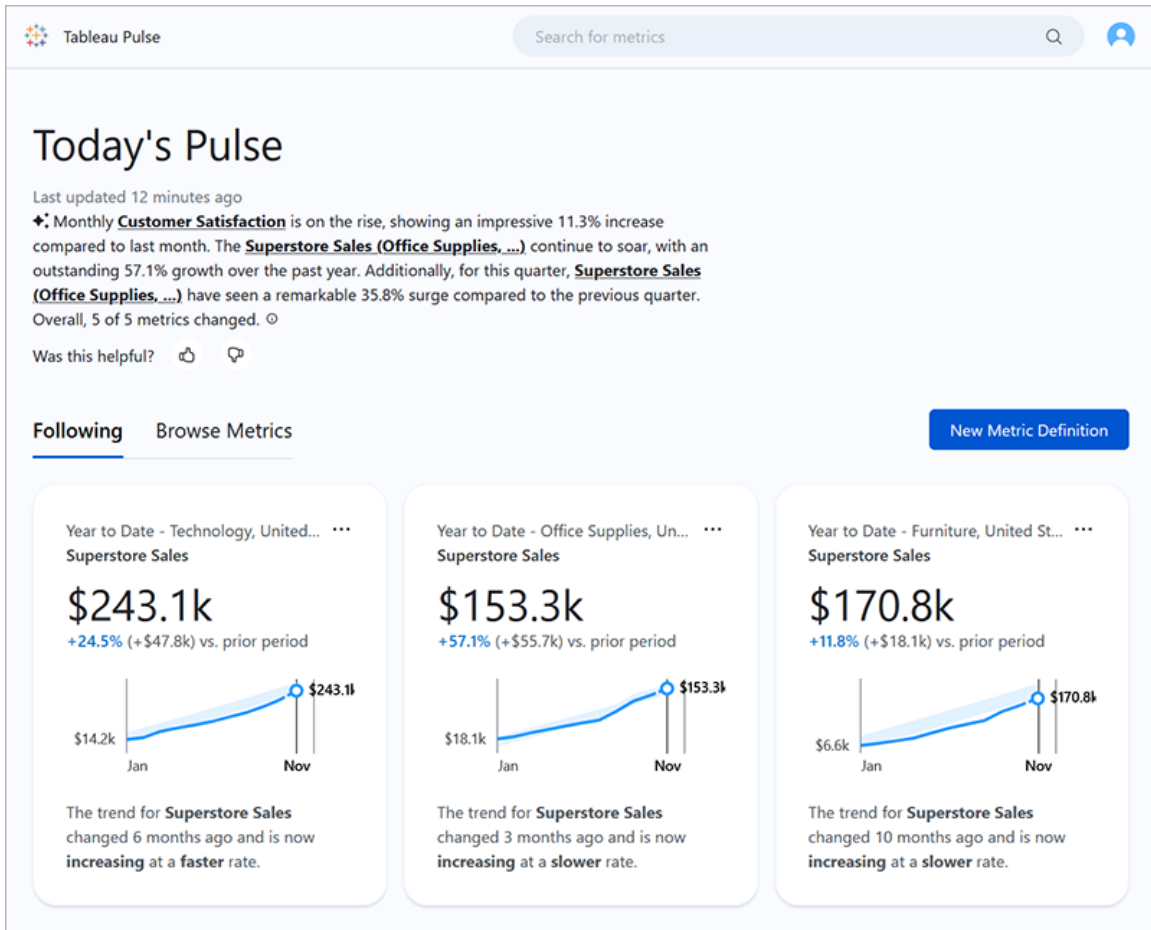 Tableau Pulse
Search for metrics
Today's Pulse
Last updated 12 minutes ago
Monthly Customer Satisfaction is on the rise, showing an impressive 11.3% increase
compared to last month. The Superstore Sales (Office Supplies, ...) continue to soar, with an
outstanding 57.1% growth over the past year. Additionally, for this quarter, Superstore Sales
(Office Supplies, ...) have seen a remarkable 35.8% surge compared to the previous quarter.
Overall, 5 of 5 metrics changed.
Was this helpful?
Following
Browse Metrics
New Metric Definition
Year to Date - Technology, United...
Superstore Sales
$243.1k
+24.5% (+$47.8k) vs. prior period
$243.1k
$14.2k
Jan
Nov
The trend for Superstore Sales
changed 6 months ago and is now
increasing at a faster rate.
Year to Date - Office Supplies, Un...
Superstore Sales
$153.3k
+57.1% (+$55.7k) vs. prior period
$153.3k
$18.1k
Jan
Nov
The trend for Superstore Sales
changed 3 months ago and is now
increasing at a slower rate.
Year to Date - Furniture, United St...
Superstore Sales
$170.8k
+11.8% (+$18.1k) vs. prior period
$170.8k
$6.6k
Jan
Nov
The trend for Superstore Sales
changed 10 months ago and is now
increasing at a slower rate.